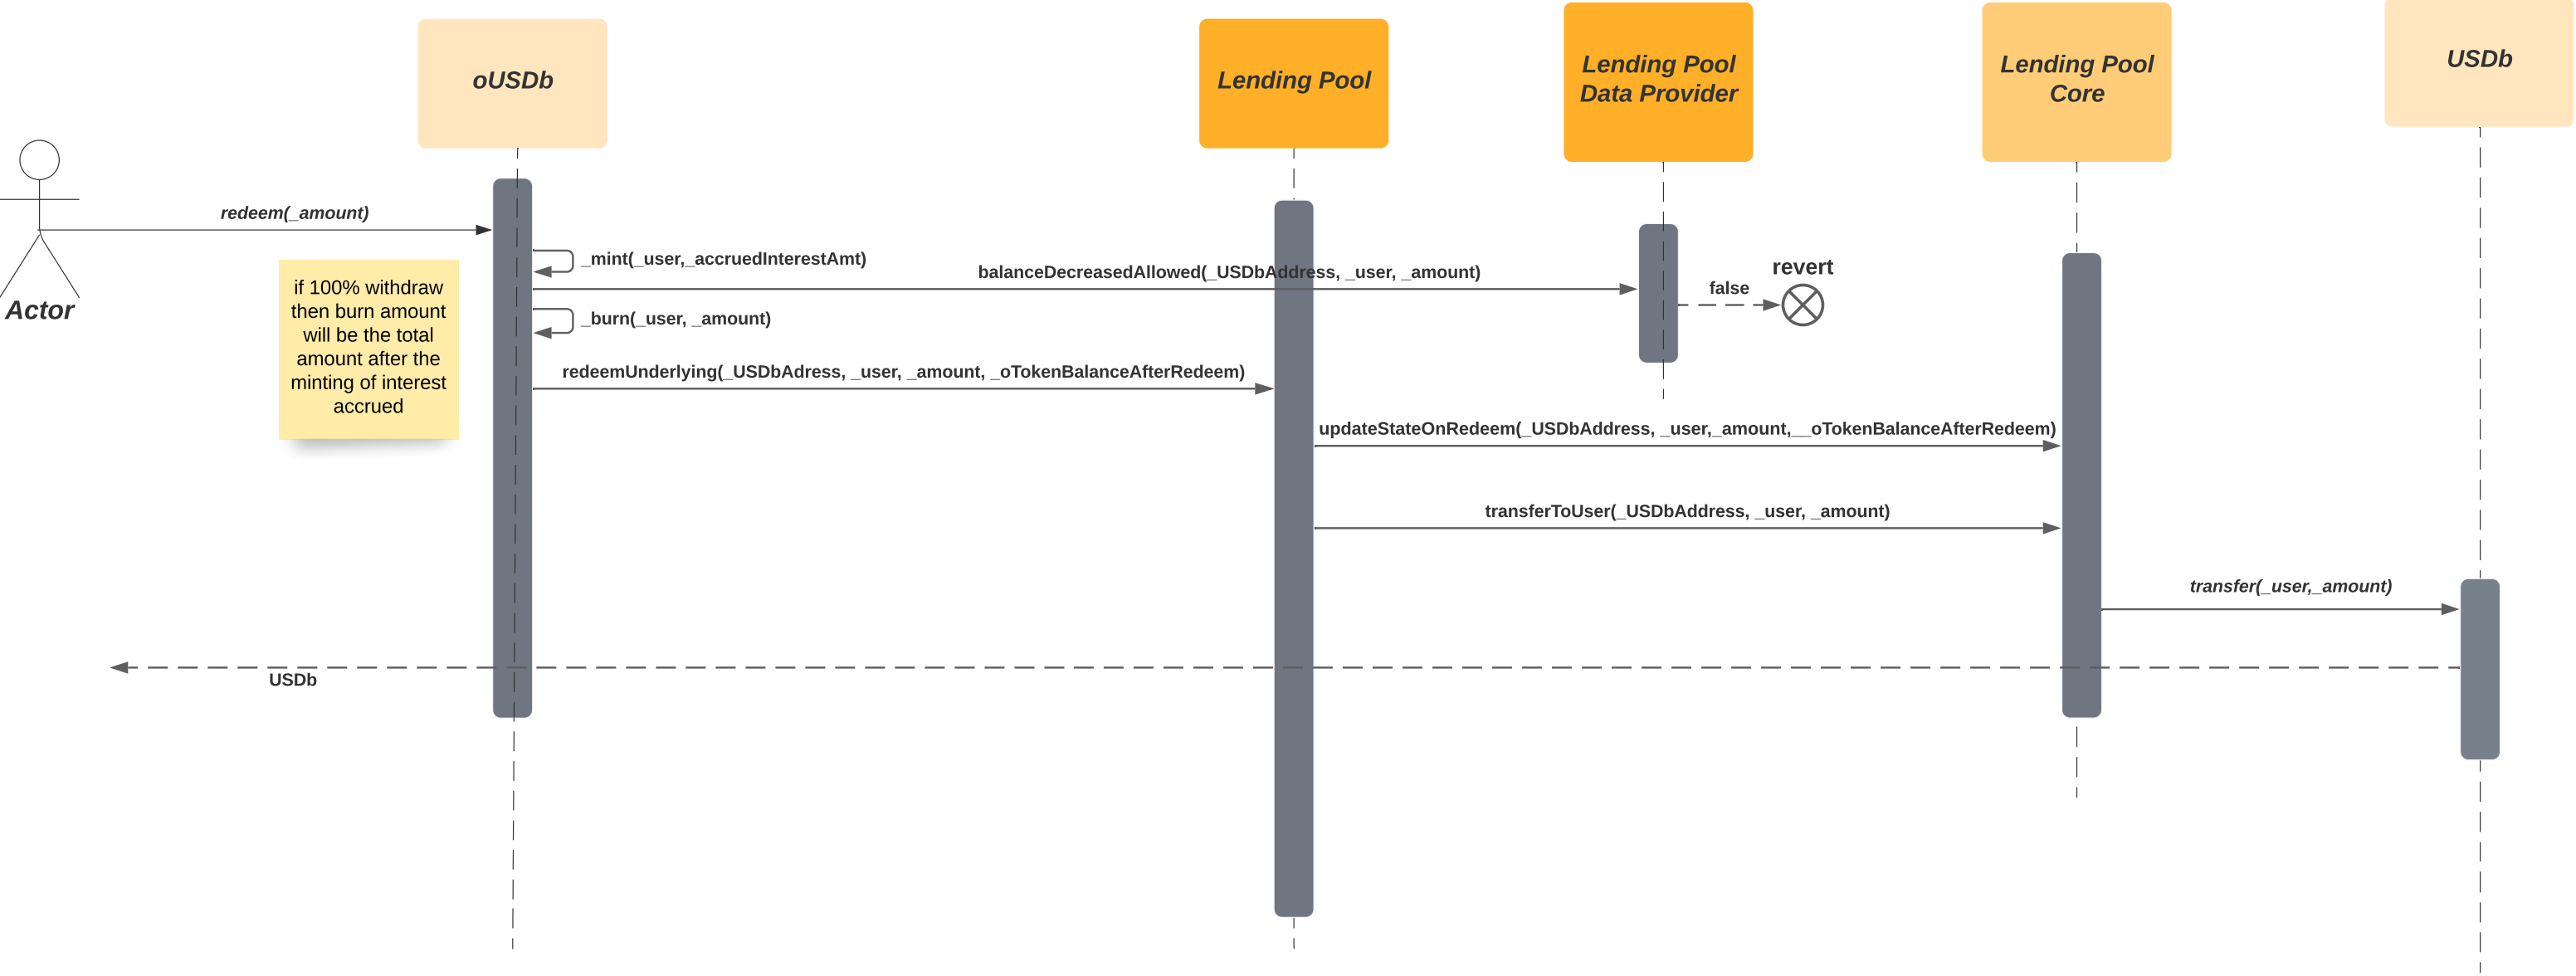 oUSDb
Lending Pool
Lending Pool
Data Provider
Lending Pool
Core
USDb
Actor
redeem(_amount)
if 100% withdraw
then burn amount
will be the total
amount after the
minting of interest
accrued
_mint(_user,_accruedInterestAmt)
balanceDecreasedAllowed(_USDbAddress, _user, _amount)
false
revert
_burn(_user, _amount)
redeemUnderlying(_USDbAdress, _user, _amount, _oTokenBalanceAfterRedeem)
updateStateOnRedeem(_USDbAddress, _user,_amount,__oTokenBalanceAfterRedeem)
transferToUser(_USDbAddress, _user, _amount)
transfer(_user,_amount)
USDb